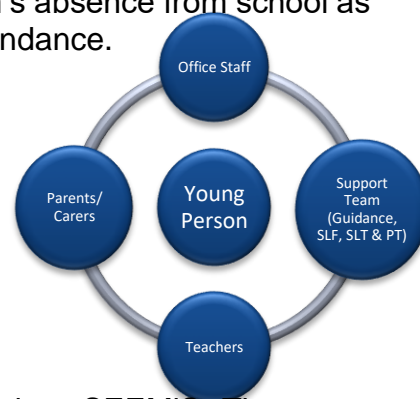 's absence from school as
ndance.
Office Staff
Parents/
Carers
Young
Person
Support
Team
(Guidance,
SLF, SLT & PT)
Teachers